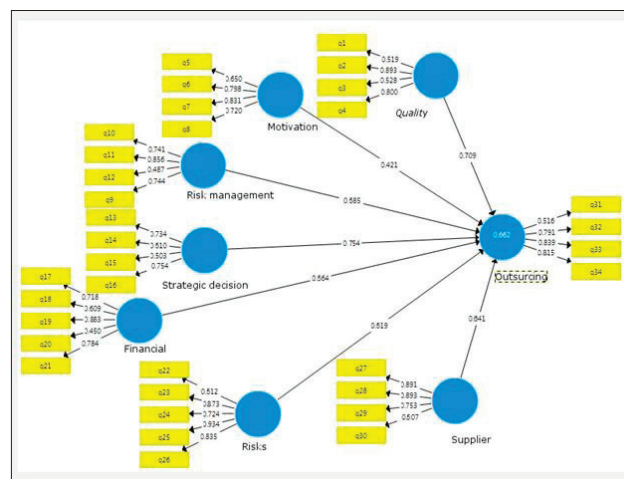 q1
q2
q3
q4
0.519
0.893
0.528
0.800
Quality
q5
q6
q7
q8
0.650
0.798
0.831
0.720
Motivation
q10
q11
q12
q9
0.741
0.856
0.487
0.744
Risk management
q13
q14
q15
q16
0.734
0.610
0.503
0.754
Strategic decision
q17
q18
q19
q20
q21
0.718
0.609
0.883
0.450
0.784
Financial
q22
q23
q24
q25
q26
0.612
0.873
0.724
0.934
0.835
Risks
q27
q28
q29
q30
0.891
0.893
0.753
0.607
Supplier
0.709
0.421
0.685
0.754
0.564
0.619
0.641
0.662
Outsurcing
0.516
0.791
0.839
0.815
q31
q32
q33
q34